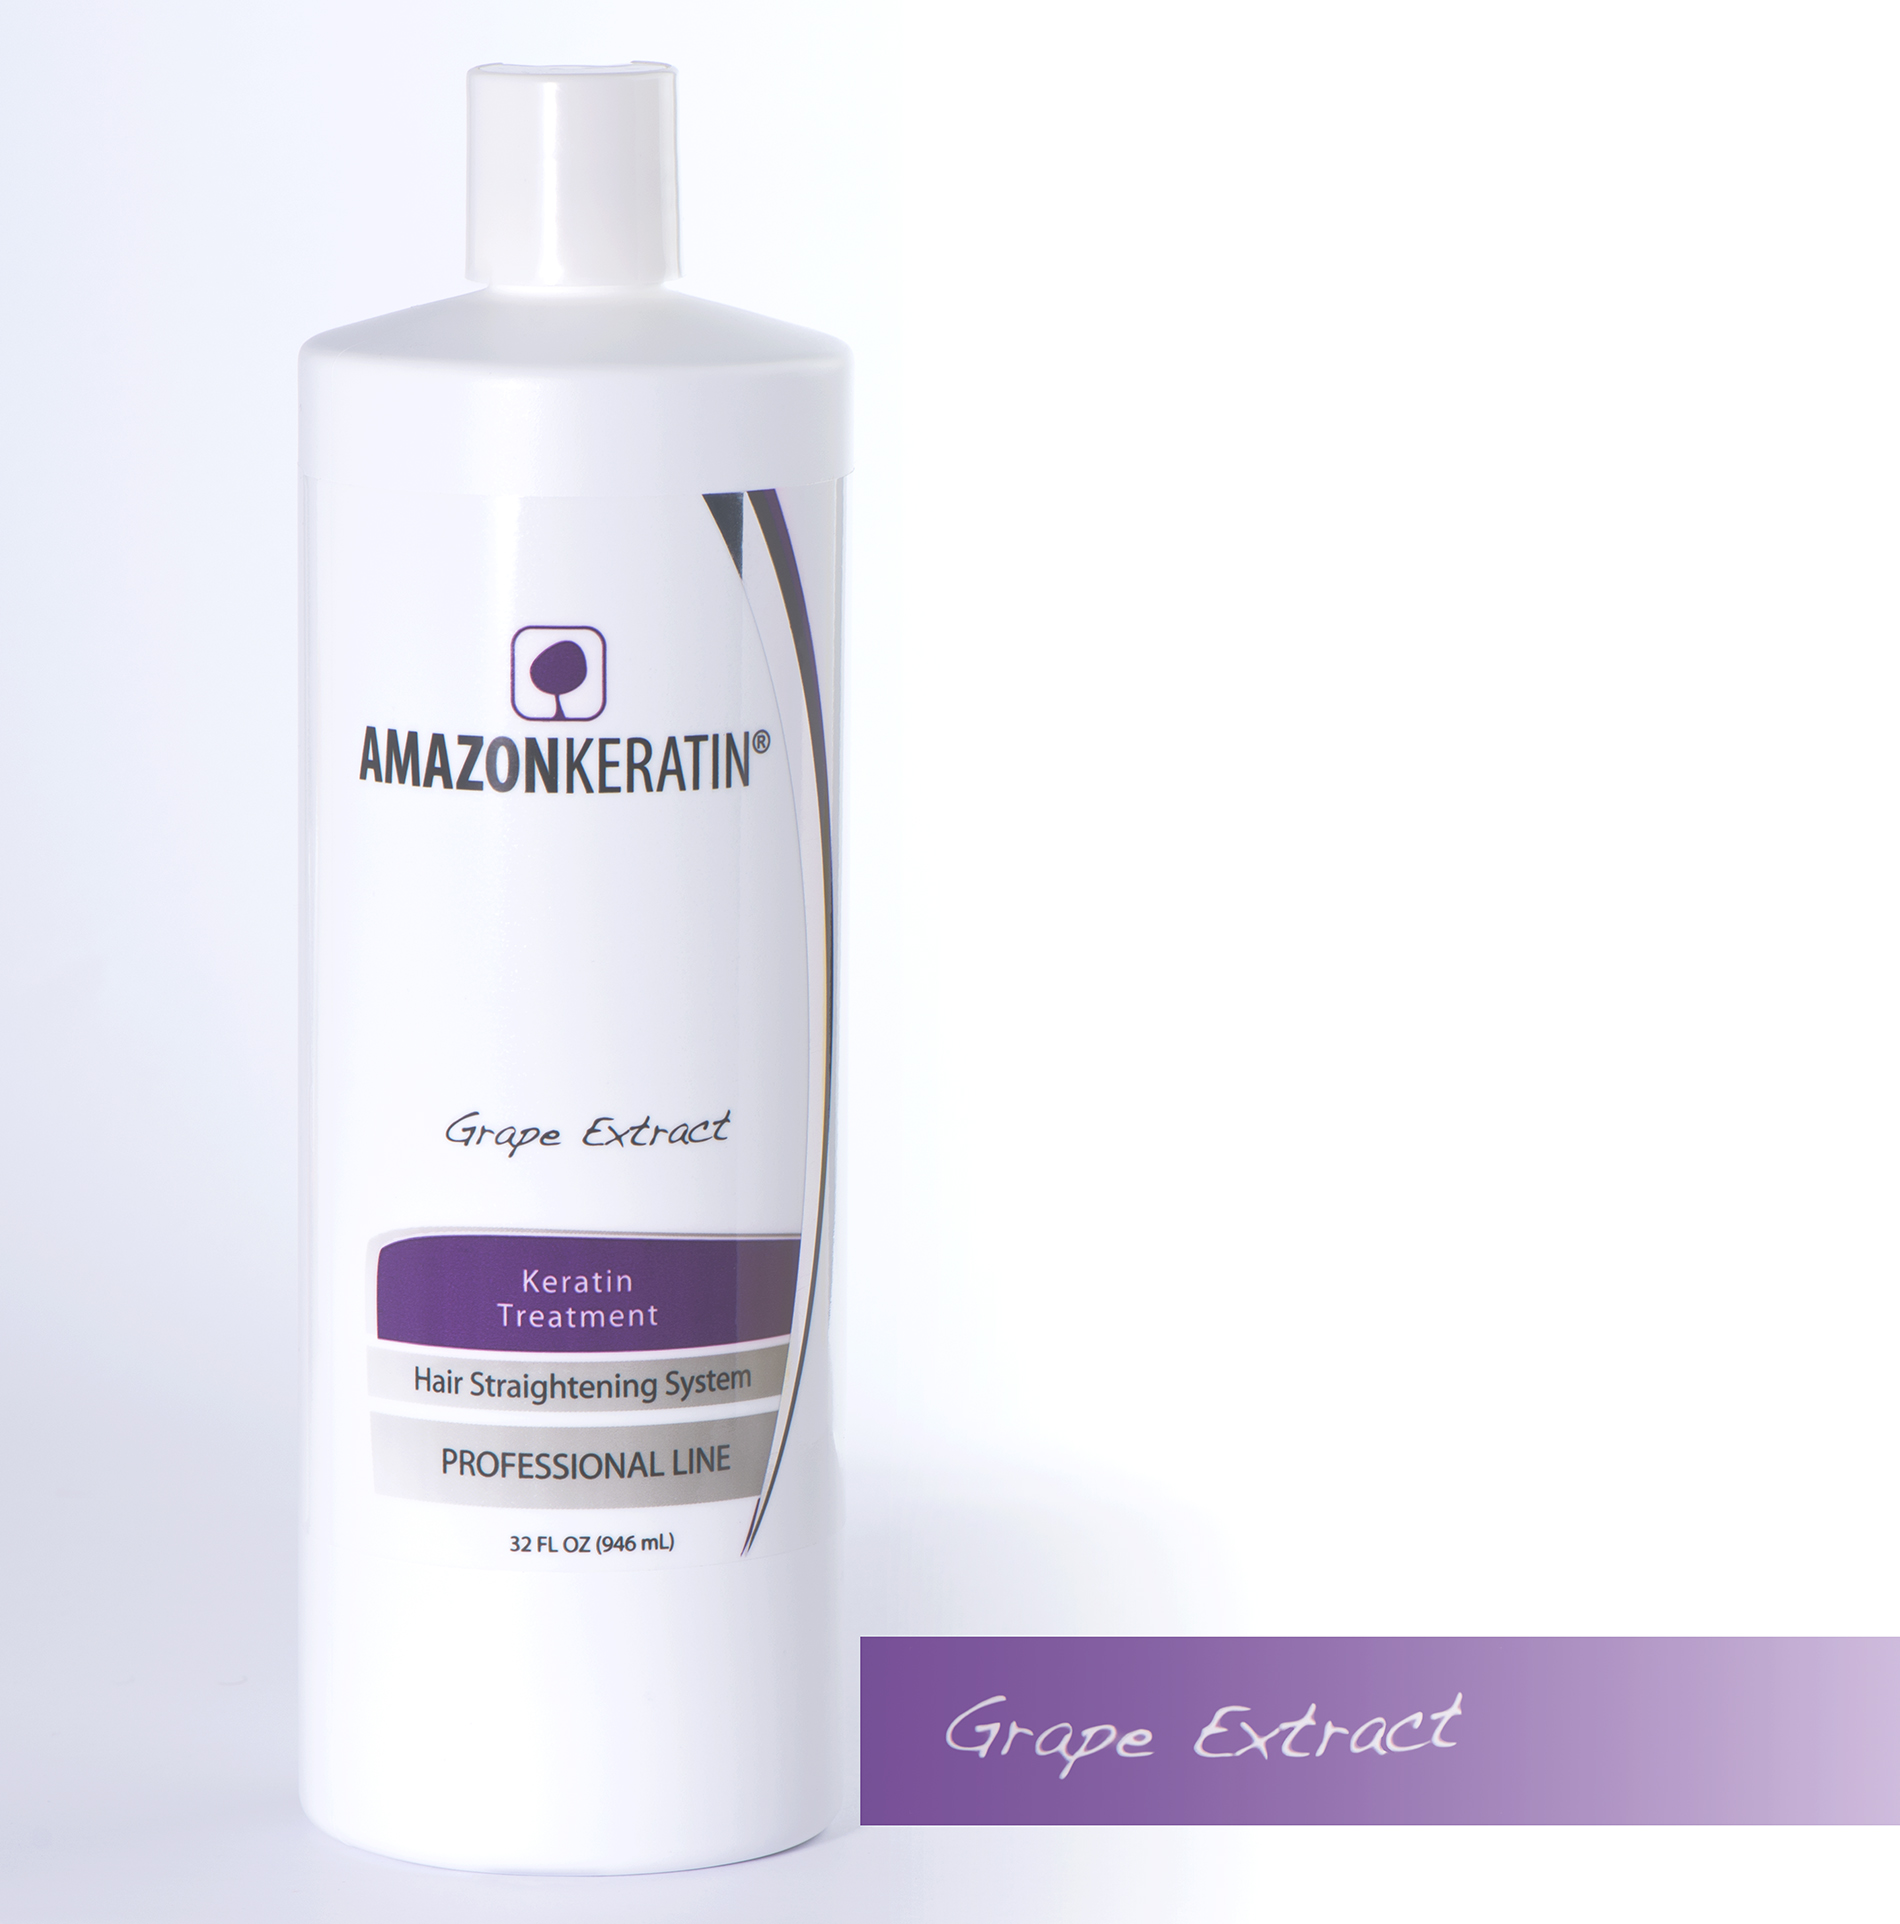 AMAZONKERATIN®
Grape Extract
Keratin
Treatment
Hair Straightening System
PROFESSIONAL LINE
32 FL OZ (946 mL)
Grape Extract